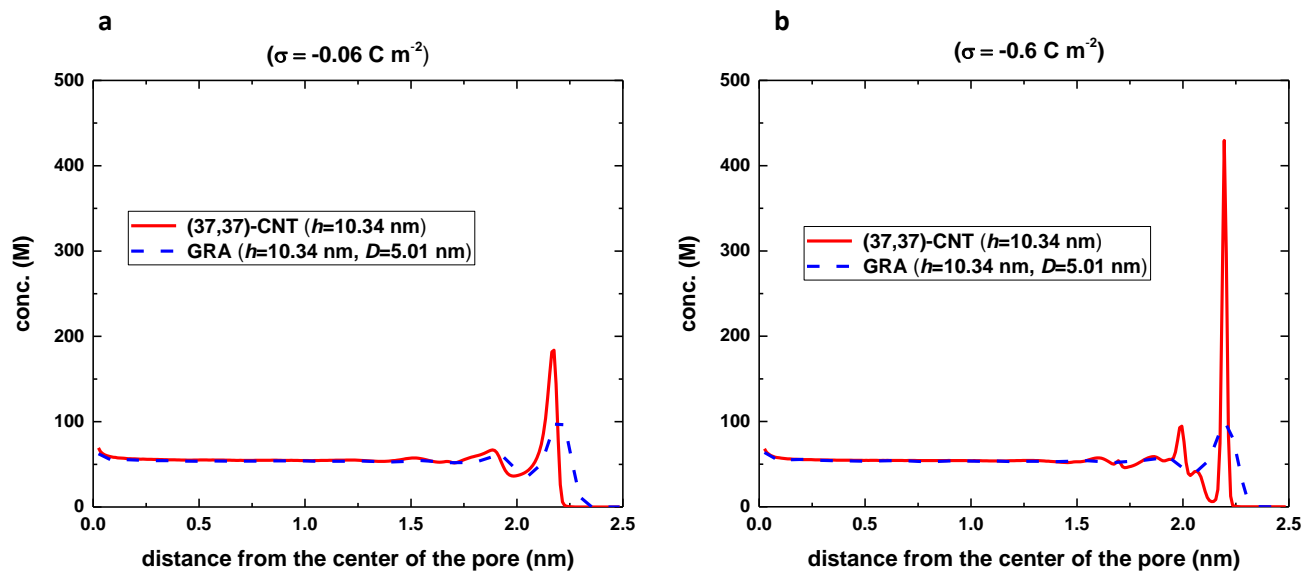 a
(σ = -0.06 C m-2)
500
400
300
200
100
0
conc. (M)
(37,37)-CNT (h=10.34 nm)
GRA (h=10.34 nm, D=5.01 nm)
0.0 0.5 1.0 1.5 2.0 2.5
distance from the center of the pore (nm)
b
(σ = -0.6 C m-2)
500
400
300
200
100
0
conc. (M)
(37,37)-CNT (h=10.34 nm)
GRA (h=10.34 nm, D=5.01 nm)
0.0 0.5 1.0 1.5 2.0 2.5
distance from the center of the pore (nm)